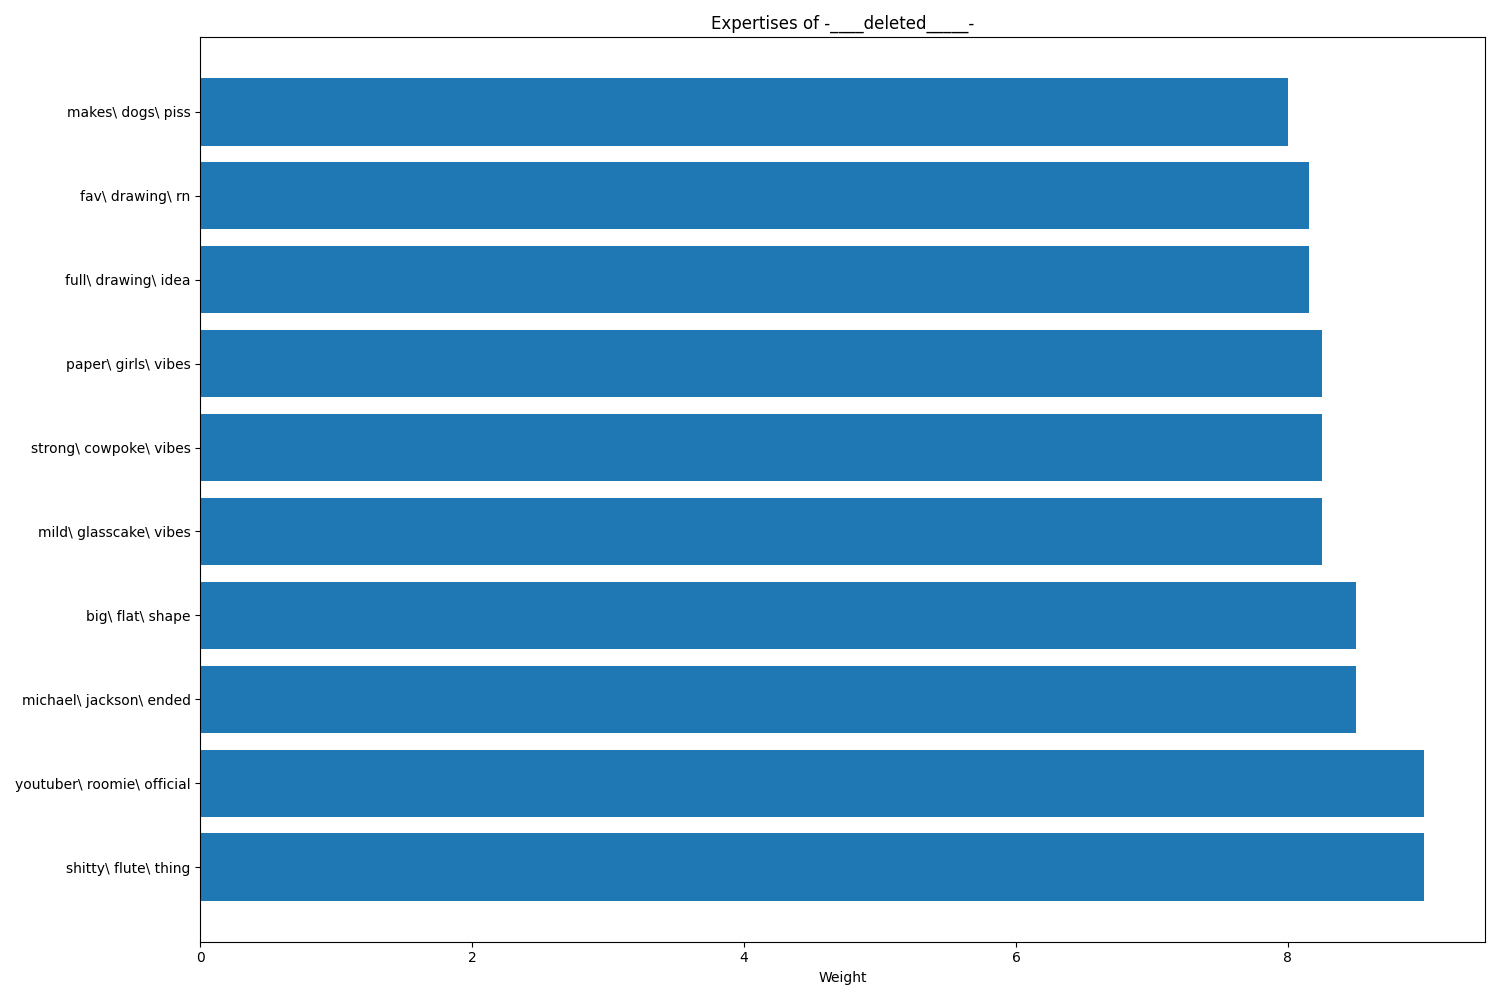 Expertises of -____deleted_____-
makes\ dogs\ piss
fav\ drawing\ rn
full\ drawing\ idea
paper\ girls\ vibes
strong\ cowpoke\ vibes
mild\ glasscake\ vibes
big\ flat\ shape
michael\ jackson\ ended
youtuber\ roomie\ official
shitty\ flute\ thing
0 2 4 6 8
Weight